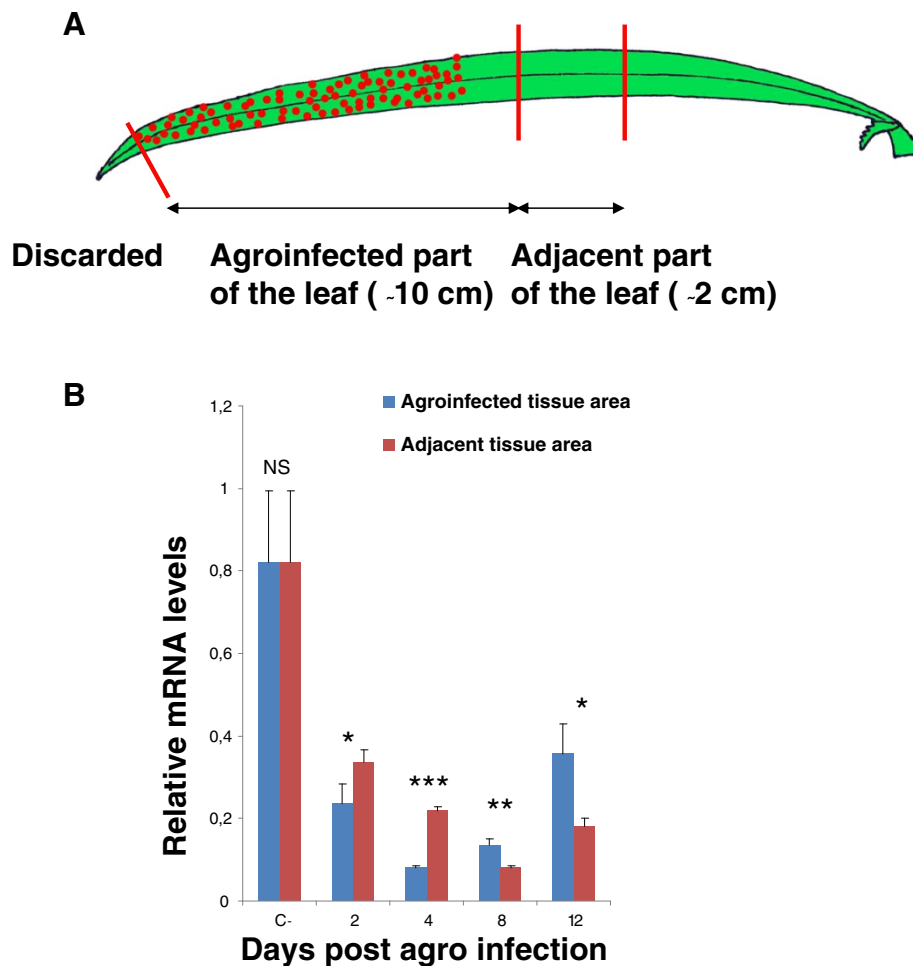 A
Discarded
Agroinfected part
of the leaf ( ~10 cm)
Adjacent part
of the leaf ( ~2 cm)
B
Agroinfected tissue area
Adjacent tissue area
Relative mRNA levels
1,2
1
0,8
0,6
0,4
0,2
0
NS
*
***
**
*
C-
2
4
8
12
Days post agro infection